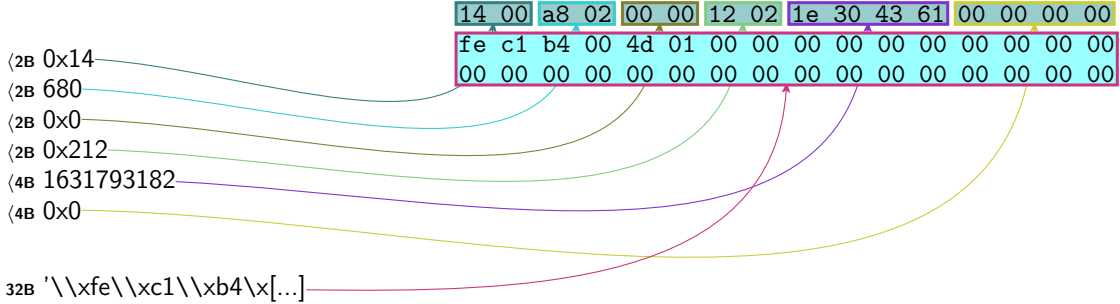 14 00 a8 02 00 00 12 02 1e 30 43 61 00 00 00 00
fe c1 b4 00 4d 01 00 00 00 00 00 00 00 00 00 00
00 00 00 00 00 00 00 00 00 00 00 00 00 00 00 00
⟨2B 0x14
⟨2B 680
⟨2B 0x0
⟨2B 0x212
⟨4B 1631793182
⟨4B 0x0
32B '\\xfe\\xc1\\xb4\x[...]